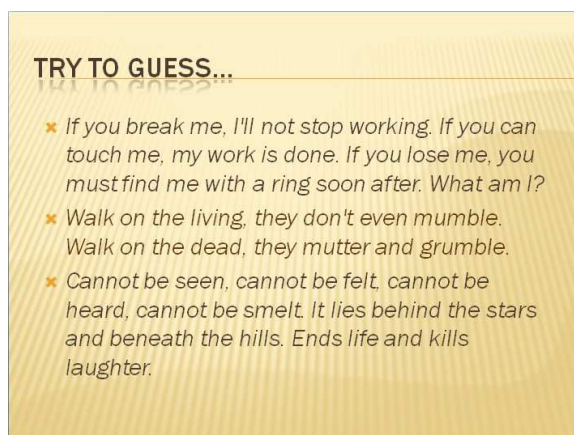 TRY TO GUESS...
If you break me, I'll not stop working. If you can
touch me, my work is done. If you lose me, you
must find me with a ring soon after. What am I?
Walk on the living, they don't even mumble.
Walk on the dead, they mutter and grumble.
Cannot be seen, cannot be felt, cannot be
heard, cannot be smelt. It lies behind the stars
and beneath the hills. Ends life and kills
laughter.